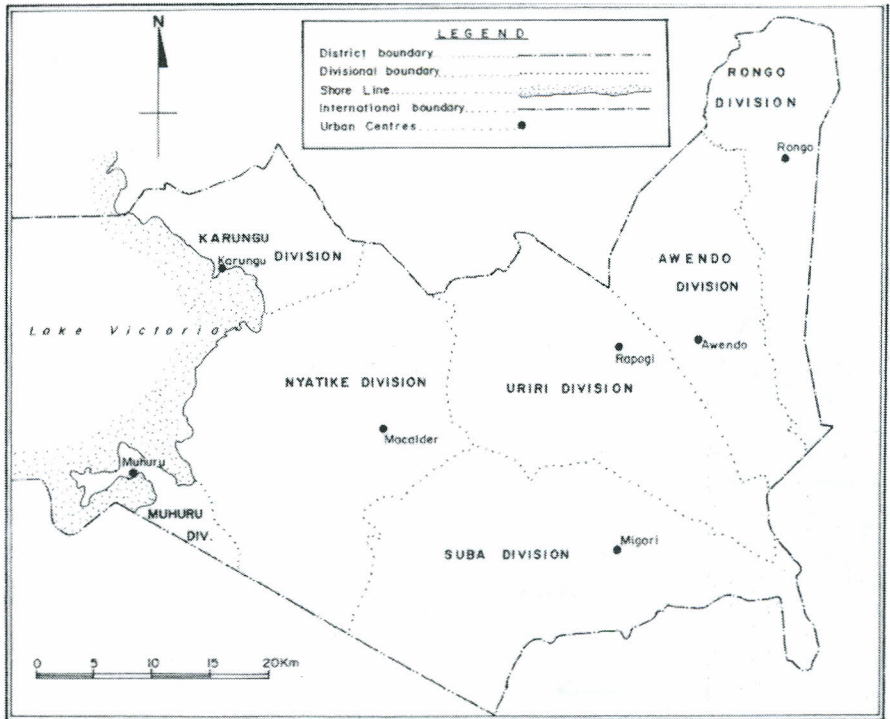 N
LEGEND
District boundary
Divisional boundary
Shore Line
International boundary
Urban Centres
RONGO
DIVISION
Rongo
KARUNGU
DIVISION
Karungu
AWENDO
DIVISION
Lake Victoria
Awendo
Rapogi
NYATIKE DIVISION
URIRI DIVISION
Macalder
Muhuru
MUHURU
DIV.
Migori
SUBA DIVISION
0 5 10 15 20Km